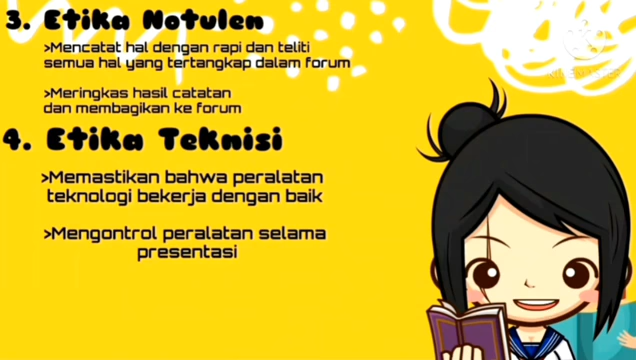 3. Etika Notulen
>Mencatat hal dengan rapi dan teliti
semua hal yang tertangkap dalam forum
>Meringkas hasil catatan
dan membagikan ke forum
4. Etika Teknisi
>Memastikan bahwa peralatan
teknologi bekerja dengan baik
>Mengontrol peralatan selama
presentasi